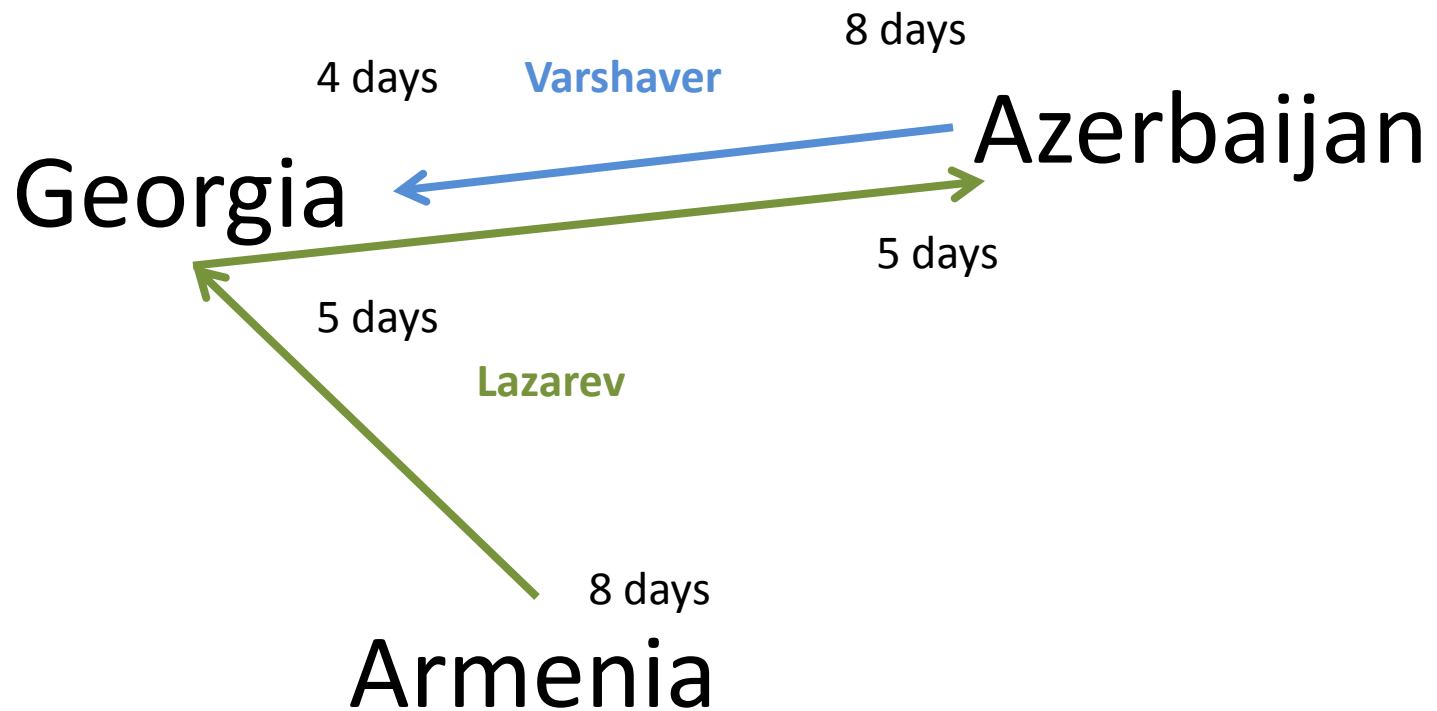 8 days
4 days
Varshaver
Azerbaijan
Georgia
5 days
5 days
Lazarev
8 days
Armenia